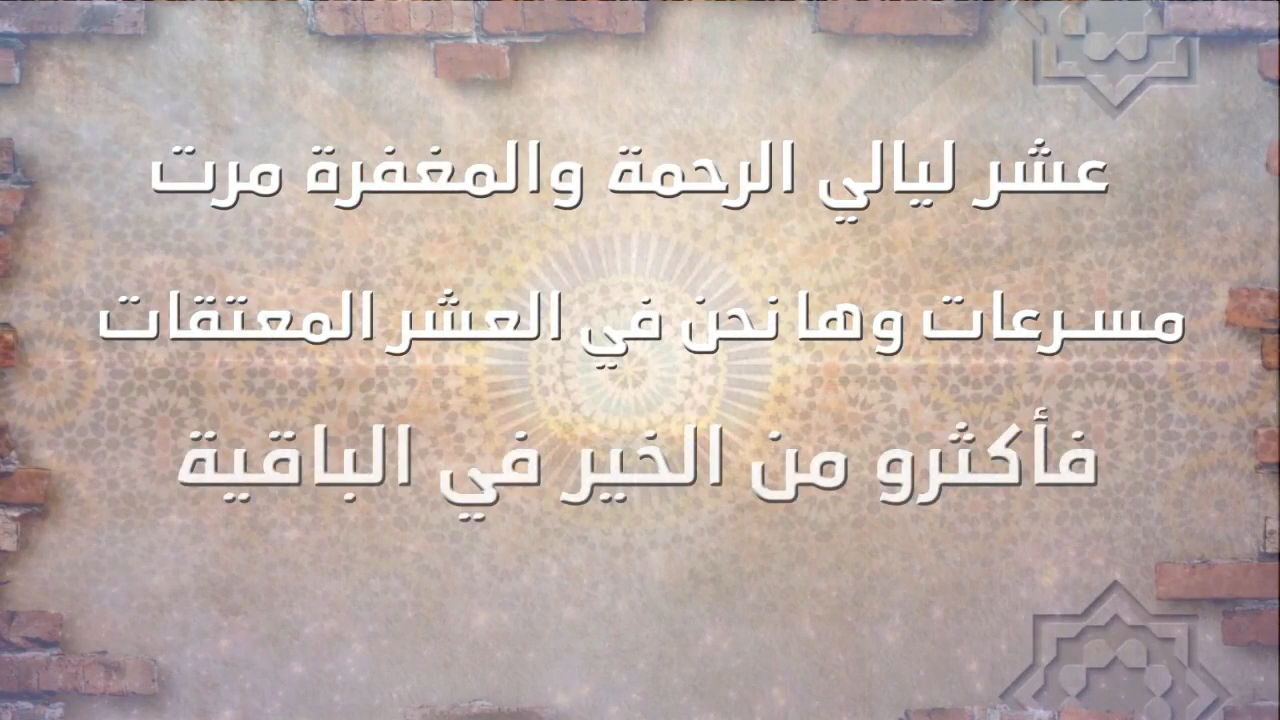 عشر ليالي الرحمة والمغفرة مرت
مسرعات وها نحن في العشر المعتقات
فأكثرو من الخير في الباقية